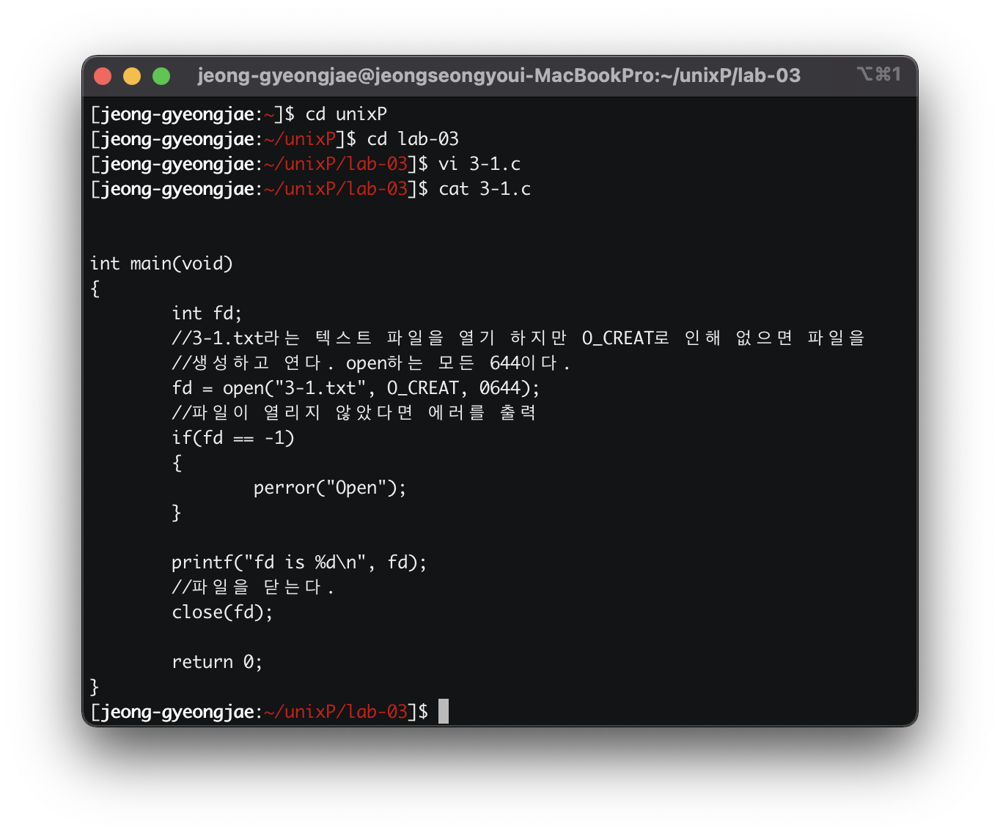 jeong-gyeongjae@jeongseongyoui-MacBookPro:~/unixP/lab-03 ⌥⌘1
[jeong-gyeongjae:~]$ cd unixP
[jeong-gyeongjae:~/unixP]$ cd lab-03
[jeong-gyeongjae:~/unixP/lab-03]$ vi 3-1.c
[jeong-gyeongjae:~/unixP/lab-03]$ cat 3-1.c
int main(void)
{
        int fd;
        //3-1.txt라는 텍스트 파일을 열기 하지만 O_CREAT로 인해 없으면 파일을
        //생성하고 연다. open하는 모든 644이다.
        fd = open("3-1.txt", O_CREAT, 0644);
        //파일이 열리지 않았다면 에러를 출력
        if(fd == -1)
        {
                perror("Open");
        }
        printf("fd is %d\n", fd);
        //파일을 닫는다.
        close(fd);
        return 0;
}
[jeong-gyeongjae:~/unixP/lab-03]$